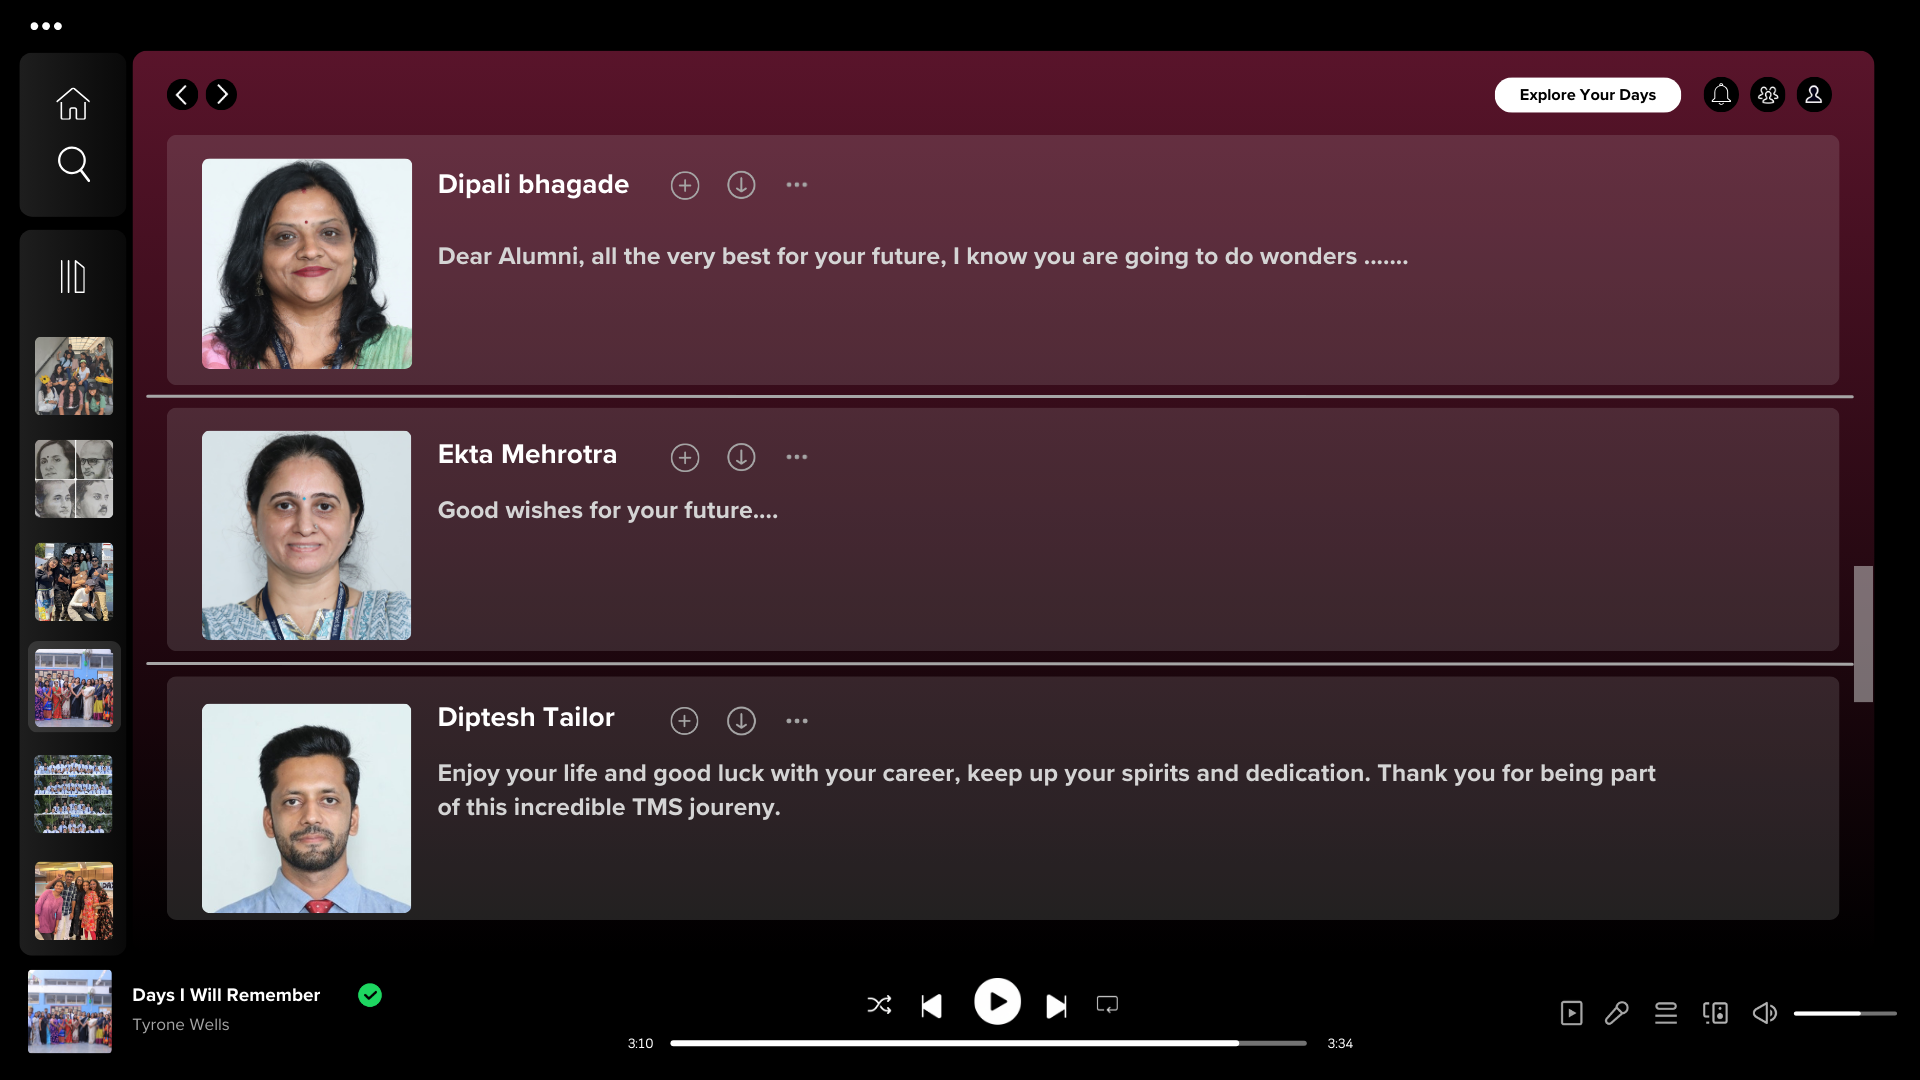 Explore Your Days
Dipali bhagade
Dear Alumni, all the very best for your future, I know you are going to do wonders .......
Ekta Mehrotra
Good wishes for your future....
Diptesh Tailor
Enjoy your life and good luck with your career, keep up your spirits and dedication. Thank you for being part
of this incredible TMS joureny.
Days I Will Remember
Tyrone Wells
3:10
3:34